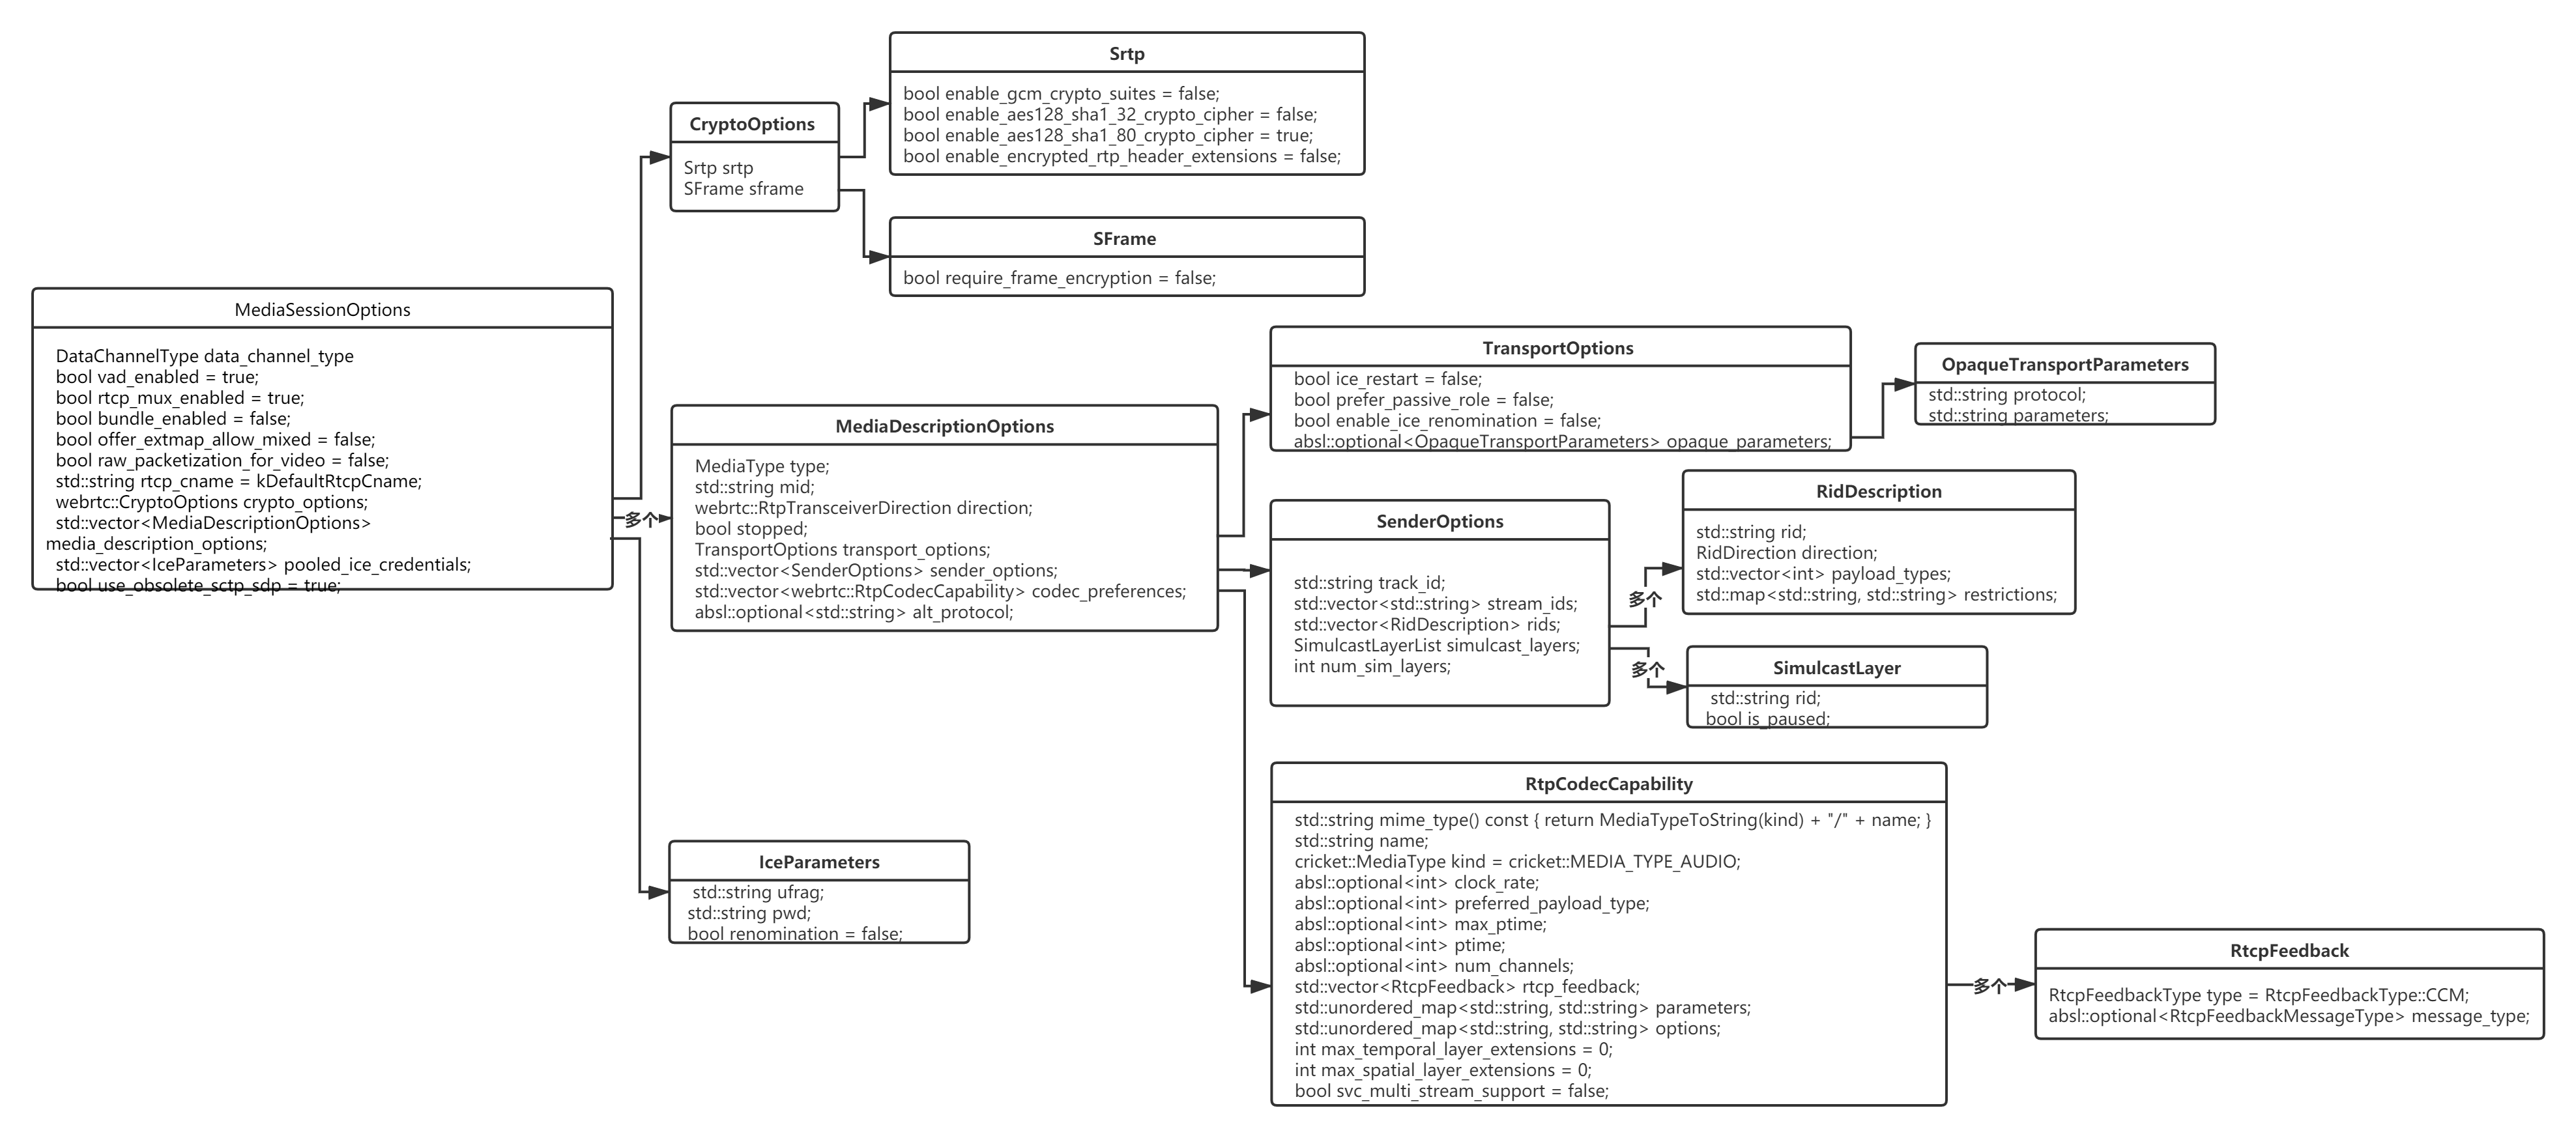 Srtp
bool enable_gcm_crypto_suites = false;
bool enable_aes128_sha1_32_crypto_cipher = false;
bool enable_aes128_sha1_80_crypto_cipher = true;
bool enable_encrypted_rtp_header_extensions = false;
CryptoOptions
Srtp srtp
SFrame sframe
SFrame
bool require_frame_encryption = false;
MediaSessionOptions
DataChannelType data_channel_type
bool vad_enabled = true;
bool rtcp_mux_enabled = true;
bool bundle_enabled = false;
bool offer_extmap_allow_mixed = false;
bool raw_packetization_for_video = false;
std::string rtcp_cname = kDefaultRtcpCname;
webrtc::CryptoOptions crypto_options;
std::vector<MediaDescriptionOptions>
media_description_options;
std::vector<IceParameters> pooled_ice_credentials;
bool use_obsolete_sctp_sdp = true;
多个
MediaDescriptionOptions
MediaType type;
std::string mid;
webrtc::RtpTransceiverDirection direction;
bool stopped;
TransportOptions transport_options;
std::vector<SenderOptions> sender_options;
std::vector<webrtc::RtpCodecCapability> codec_preferences;
absl::optional<std::string> alt_protocol;
TransportOptions
bool ice_restart = false;
bool prefer_passive_role = false;
bool enable_ice_renomination = false;
absl::optional<OpaqueTransportParameters> opaque_parameters;
OpaqueTransportParameters
std::string protocol;
std::string parameters;
SenderOptions
std::string track_id;
std::vector<std::string> stream_ids;
std::vector<RidDescription> rids;
SimulcastLayerList simulcast_layers;
int num_sim_layers;
多个
RidDescription
std::string rid;
RidDirection direction;
std::vector<int> payload_types;
std::map<std::string, std::string> restrictions;
多个
SimulcastLayer
std::string rid;
bool is_paused;
IceParameters
std::string ufrag;
std::string pwd;
bool renomination = false;
RtpCodecCapability
std::string mime_type() const { return MediaTypeToString(kind) + "/" + name; }
std::string name;
cricket::MediaType kind = cricket::MEDIA_TYPE_AUDIO;
absl::optional<int> clock_rate;
absl::optional<int> preferred_payload_type;
absl::optional<int> max_ptime;
absl::optional<int> ptime;
absl::optional<int> num_channels;
std::vector<RtcpFeedback> rtcp_feedback;
std::unordered_map<std::string, std::string> parameters;
std::unordered_map<std::string, std::string> options;
int max_temporal_layer_extensions = 0;
int max_spatial_layer_extensions = 0;
bool svc_multi_stream_support = false;
多个
RtcpFeedback
RtcpFeedbackType type = RtcpFeedbackType::CCM;
absl::optional<RtcpFeedbackMessageType> message_type;